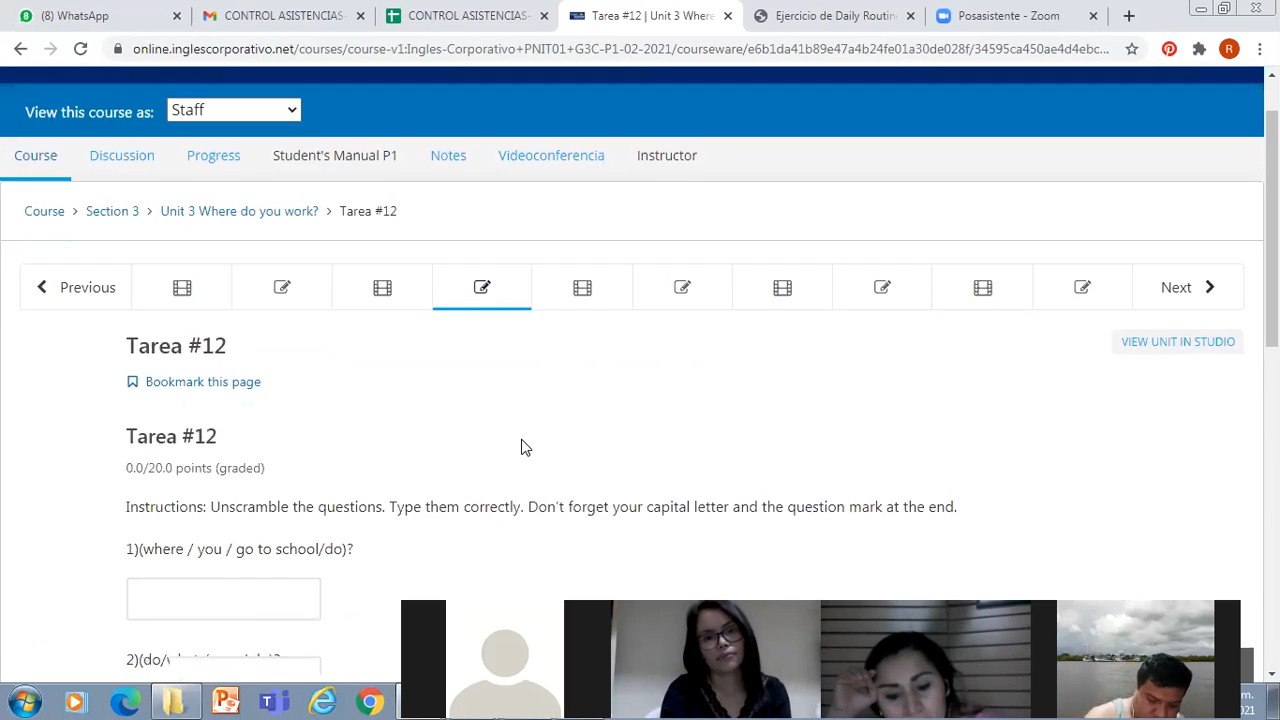 (8) WhatsApp
CONTROL ASISTENCIAS-
CONTROL ASISTENCIAS-
Tarea #12 | Unit 3 Where
Ejercicio de Daily Routin
Posasistente - Zoom
online.inglescorporativo.net/courses/course-v1:Ingles-Corporativo+PNIT01+G3C-P1-02-2021/courseware/e6b1da41b89e47a4b24fe01a30de028f/34595ca450ae4d4ebc...
R
View this course as: Staff
Course Discussion Progress Student's Manual P1 Notes Videoconferencia Instructor
Course > Section 3 > Unit 3 Where do you work? > Tarea #12
Previous
Next
Tarea #12
VIEW UNIT IN STUDIO
Bookmark this page
Tarea #12
0.0/20.0 points (graded)
Instructions: Unscramble the questions. Type them correctly. Don't forget your capital letter and the question mark at the end.
1)(where / you / go to school/do)?